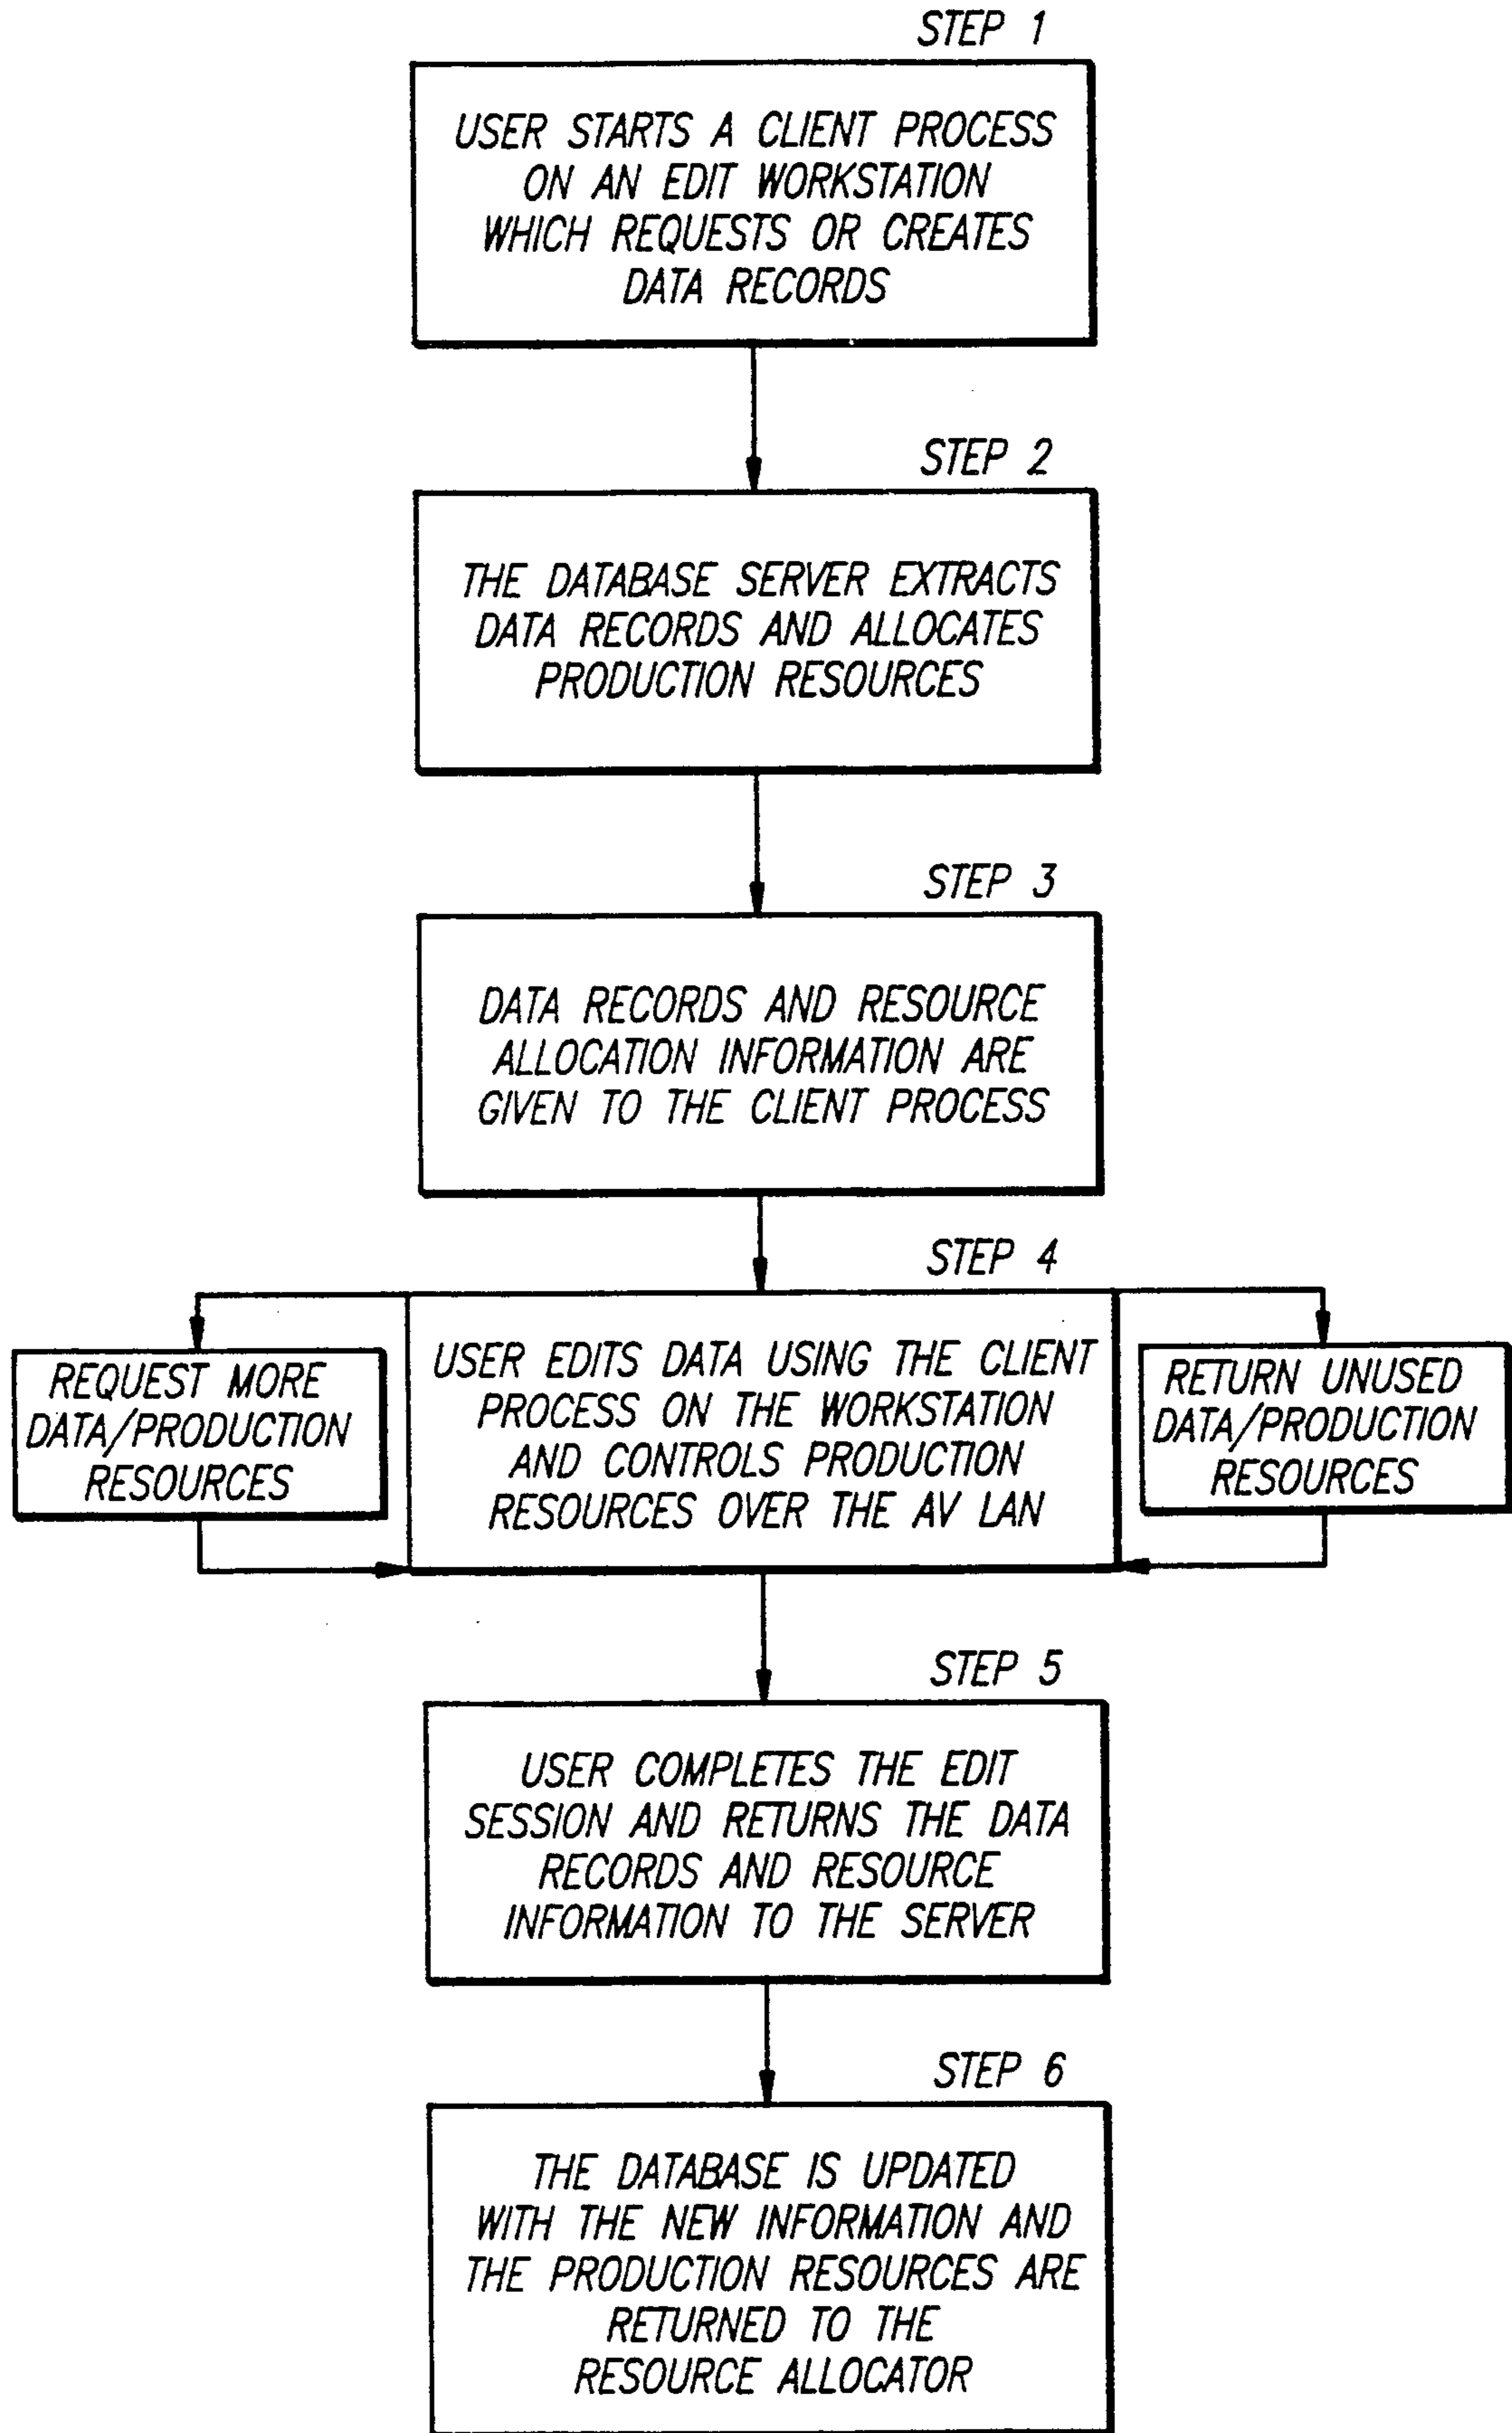 STEP 1
USER STARTS A CLIENT PROCESS
ON AN EDIT WORKSTATION
WHICH REQUESTS OR CREATES
DATA RECORDS
STEP 2
THE DATABASE SERVER EXTRACTS
DATA RECORDS AND ALLOCATES
PRODUCTION RESOURCES
STEP 3
DATA RECORDS AND RESOURCE
ALLOCATION INFORMATION ARE
GIVEN TO THE CLIENT PROCESS
STEP 4
REQUEST MORE
DATA/PRODUCTION
RESOURCES
USER EDITS DATA USING THE CLIENT
PROCESS ON THE WORKSTATION
AND CONTROLS PRODUCTION
RESOURCES OVER THE AV LAN
RETURN UNUSED
DATA/PRODUCTION
RESOURCES
STEP 5
USER COMPLETES THE EDIT
SESSION AND RETURNS THE DATA
RECORDS AND RESOURCE
INFORMATION TO THE SERVER
STEP 6
THE DATABASE IS UPDATED
WITH THE NEW INFORMATION AND
THE PRODUCTION RESOURCES ARE
RETURNED TO THE
RESOURCE ALLOCATOR